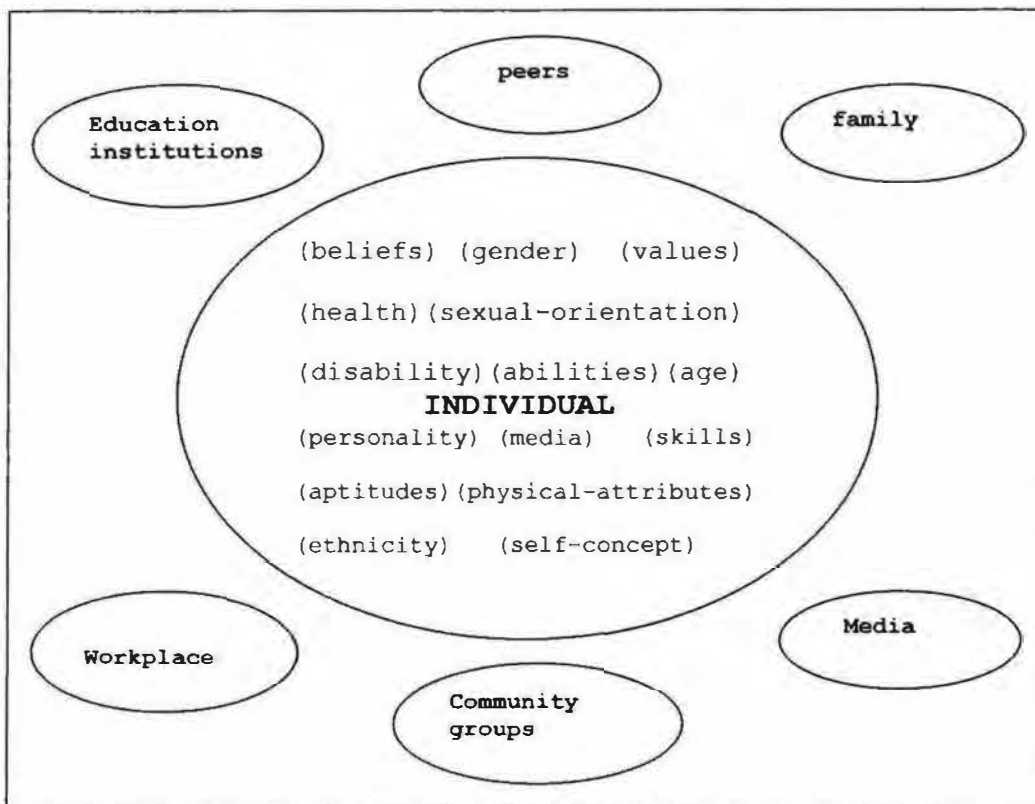 peers
Education
institutions
family
(beliefs) (gender) (values)
(health) (sexual-orientation)
(disability) (abilities) (age)
INDIVIDUAL
(personality) (media) (skills)
(aptitudes) (physical-attributes)
(ethnicity) (self-concept)
Workplace
Media
Community
groups